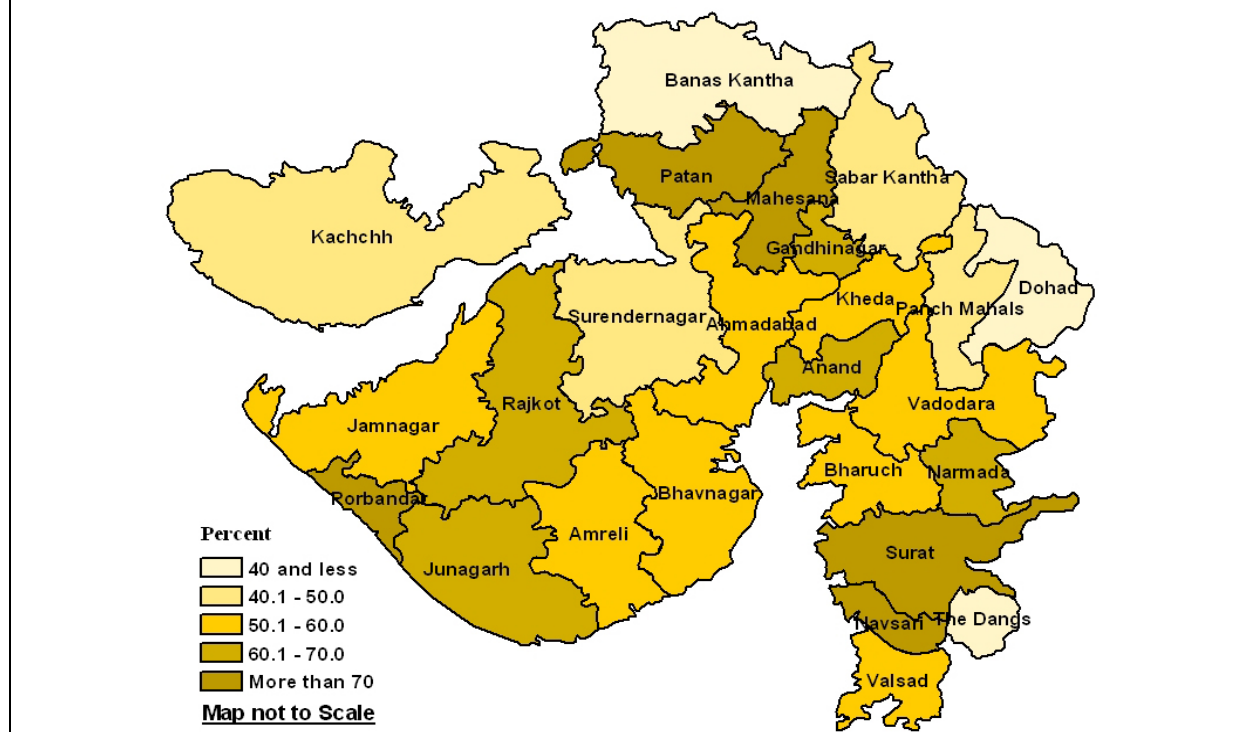 Banas Kantha
Patan
Sabar Kantha
Mahesana
Kachchh
Gandhinagar
Dohad
Kheda
Panch Mahals
Surendernagar
Ahmadabad
Anand
Rajkot
Vadodara
Jamnagar
Bharuch
Narmada
Porbandar
Bhavnagar
Amreli
Surat
Junagarh
Navsari
The Dangs
Valsad
Percent
40 and less
40.1 - 50.0
50.1 - 60.0
60.1 - 70.0
More than 70
Map not to Scale